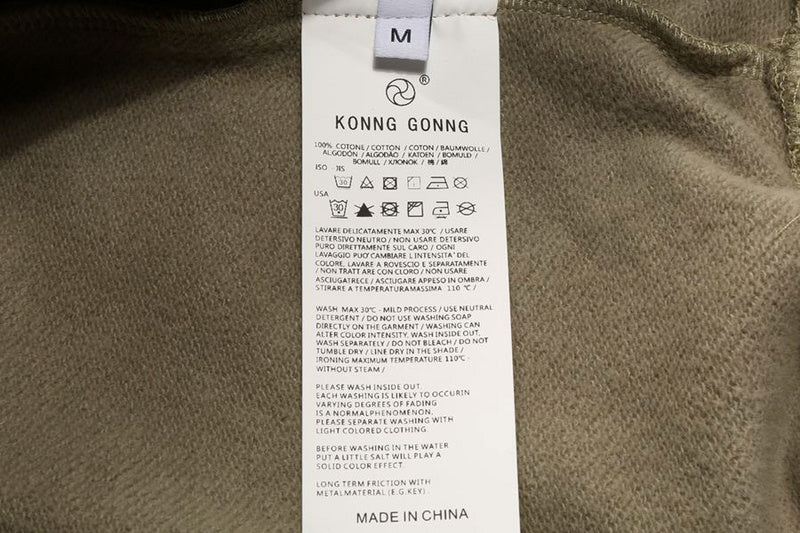 M
®
KONNG GONNG
100% COTONE / COTTON / COTON / BAUMWOLLE /
ALGODÓN / ALGODÃO / KATOEN / BOMULD /
BOMULL / ХЛОПОК / 棉 / 綿
ISO JIS
30
USA
30
LAVARE DELICATAMENTE MAX 30℃ / USARE
DETERSIVO NEUTRO / NON USARE DETERSIVO
PURO DIRETTAMENTE SUL CARO / OGNI
LAVAGGIO PUO' CAMBIARE L'INTENSITA' DEL
COLORE, LAVARE A ROVESCIO E SEPARATAMENTE
/ NON TRATT ARE CON CLORO / NON USARE
ASCIUGATRECE / ASCIUGARE APPESO IN OMBRA /
STIRARE A TEMPERATURAMASSIMA 110 ℃ /
WASH MAX 30℃ - MILD PROCESS / USE NEUTRAL
DETERGENT / DO NOT USE WASHING SOAP
DIRECTLY ON THE GARMENT / WASHING CAN
ALTER COLOR INTENSITY, WASH INSIDE OUT,
WASH SEPARATELY / DO NOT BLEACH / DO NOT
TUMBLE DRY / LINE DRY IN THE SHADE /
IRONING MAXIMUM TEMPERATURE 110℃ -
WITHOUT STEAM /
PLEASE WASH INSIDE OUT.
EACH WASHING IS LIKELY TO OCCURIN
VARYING DEGREES OF FADING
IS A NORMALPHENOMENON,
PLEASE SEPARATE WASHING WITH
LIGHT COLORED CLOTHING.
BEFORE WASHING IN THE WATER
PUT A LITTLE SALT WILL PLAY A
SOLID COLOR EFFECT.
LONG TERM FRICTION WITH
METALMATERIAL (E.G.KEY).
MADE IN CHINA